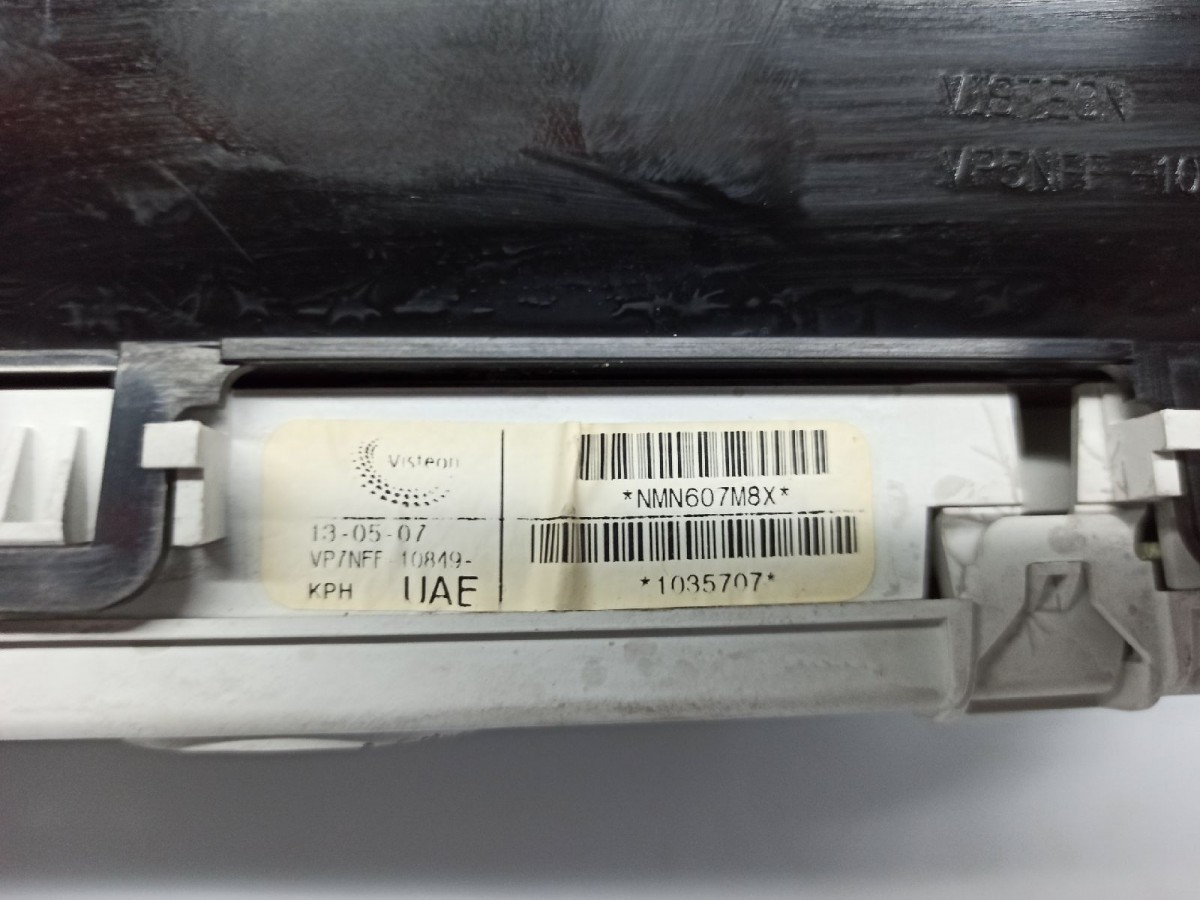 VISTEON
VP5NFF -10
Visteon
*NMN607M8X*
13-05-07
VP7NFF 10849-
KPH UAE
*1035707*